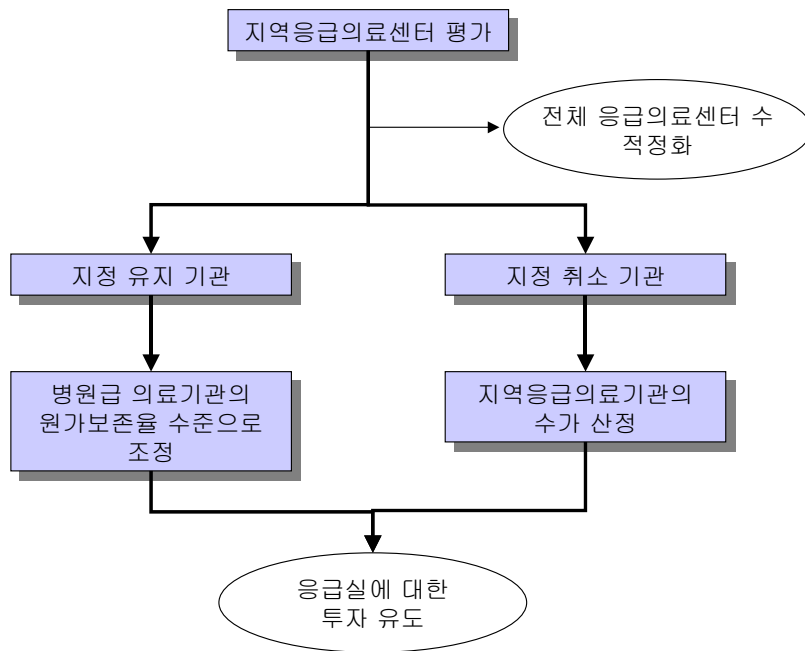 지역응급의료센터 평가
전체 응급의료센터 수
적정화
지정 유지 기관
지정 취소 기관
병원급 의료기관의
원가보존율 수준으로
조정
지역응급의료기관의
수가 산정
응급실에 대한
투자 유도